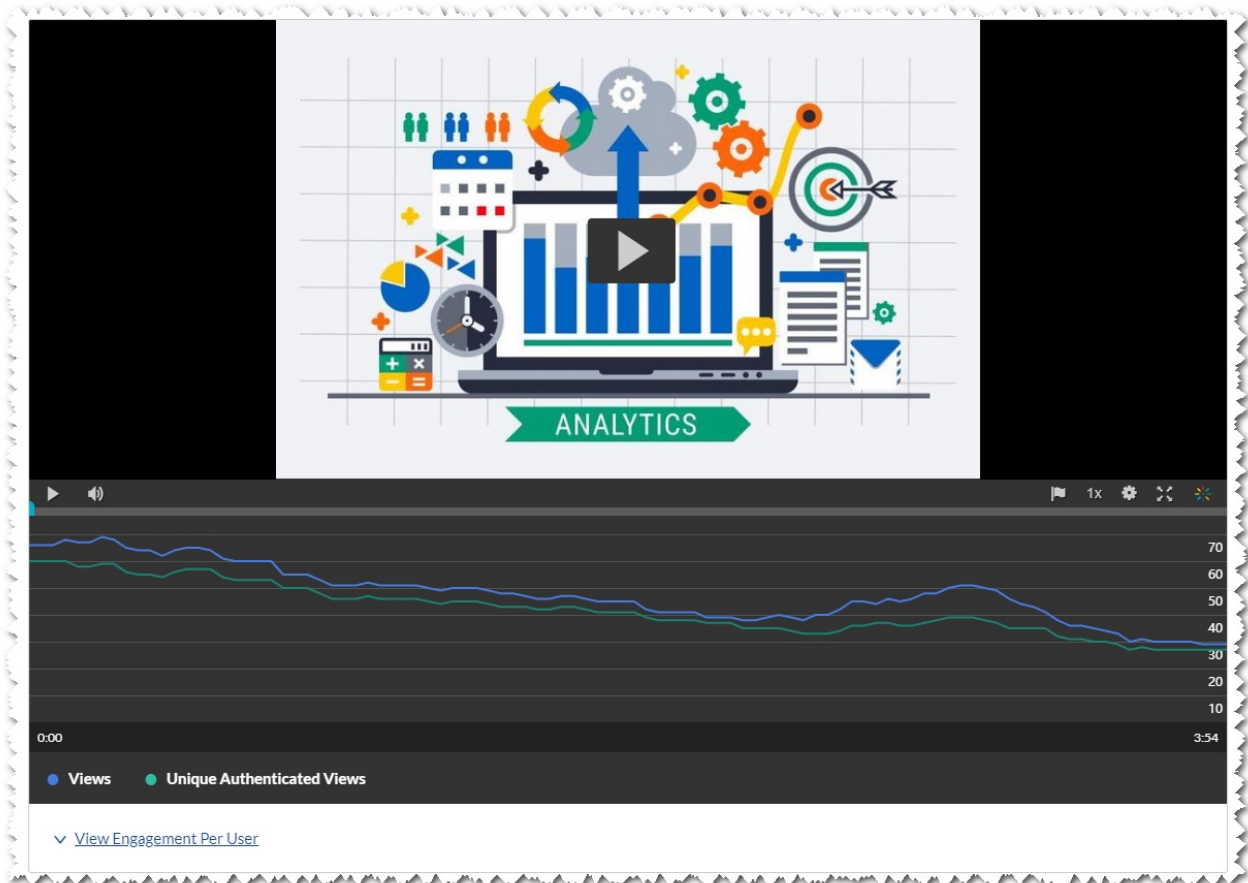 ANALYTICS
1x
70
60
50
40
30
20
10
0:00
3:54
Views
Unique Authenticated Views
View Engagement Per User